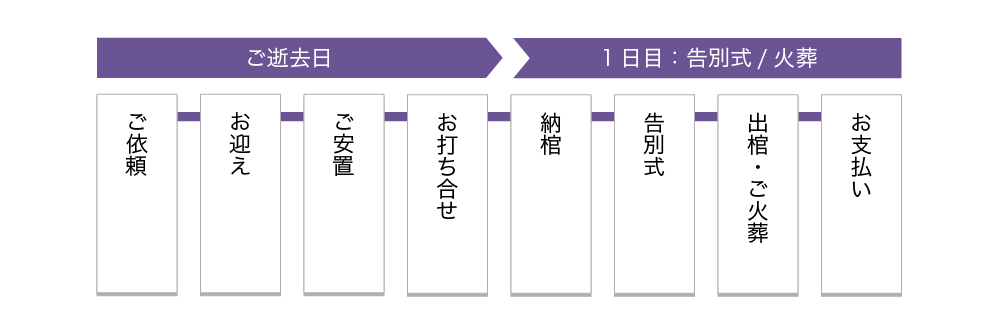 ご逝去日
1日目：告別式/火葬
ご依頼
お迎え
ご安置
お打ち合せ
納棺
告別式
出棺・ご火葬
お支払い